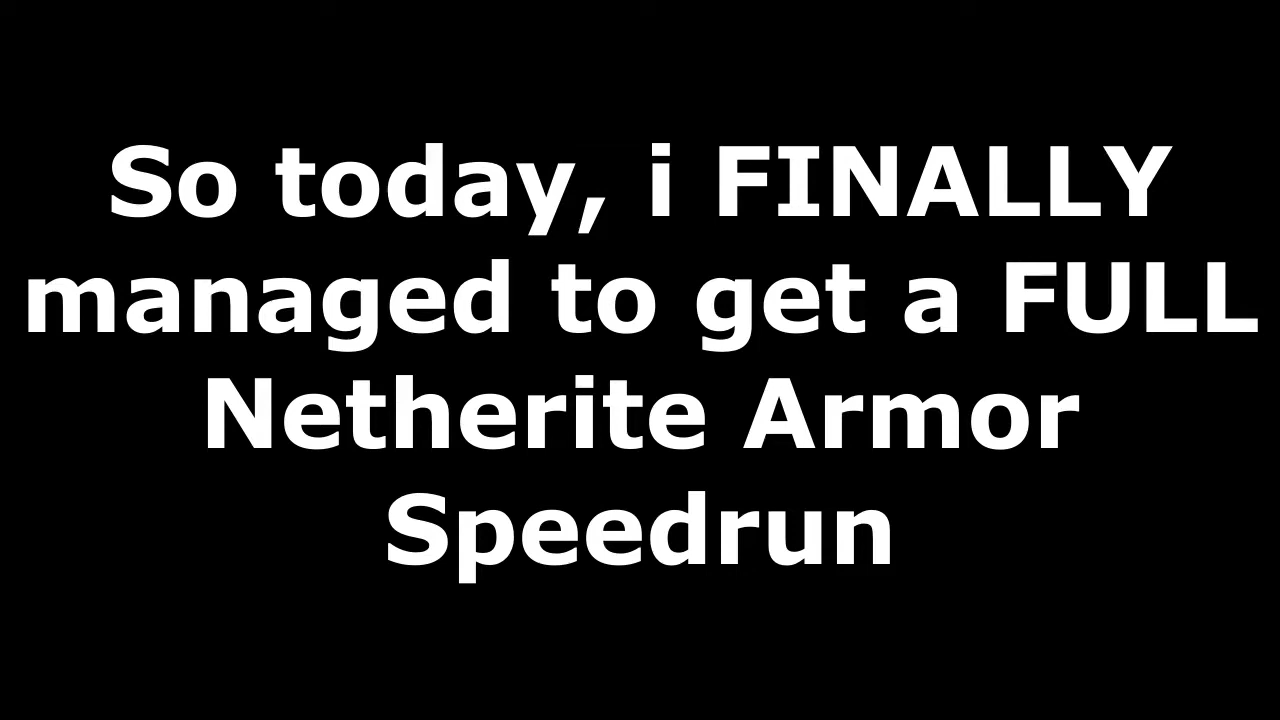 So today, i FINALLY
managed to get a FULL
Netherite Armor
Speedrun